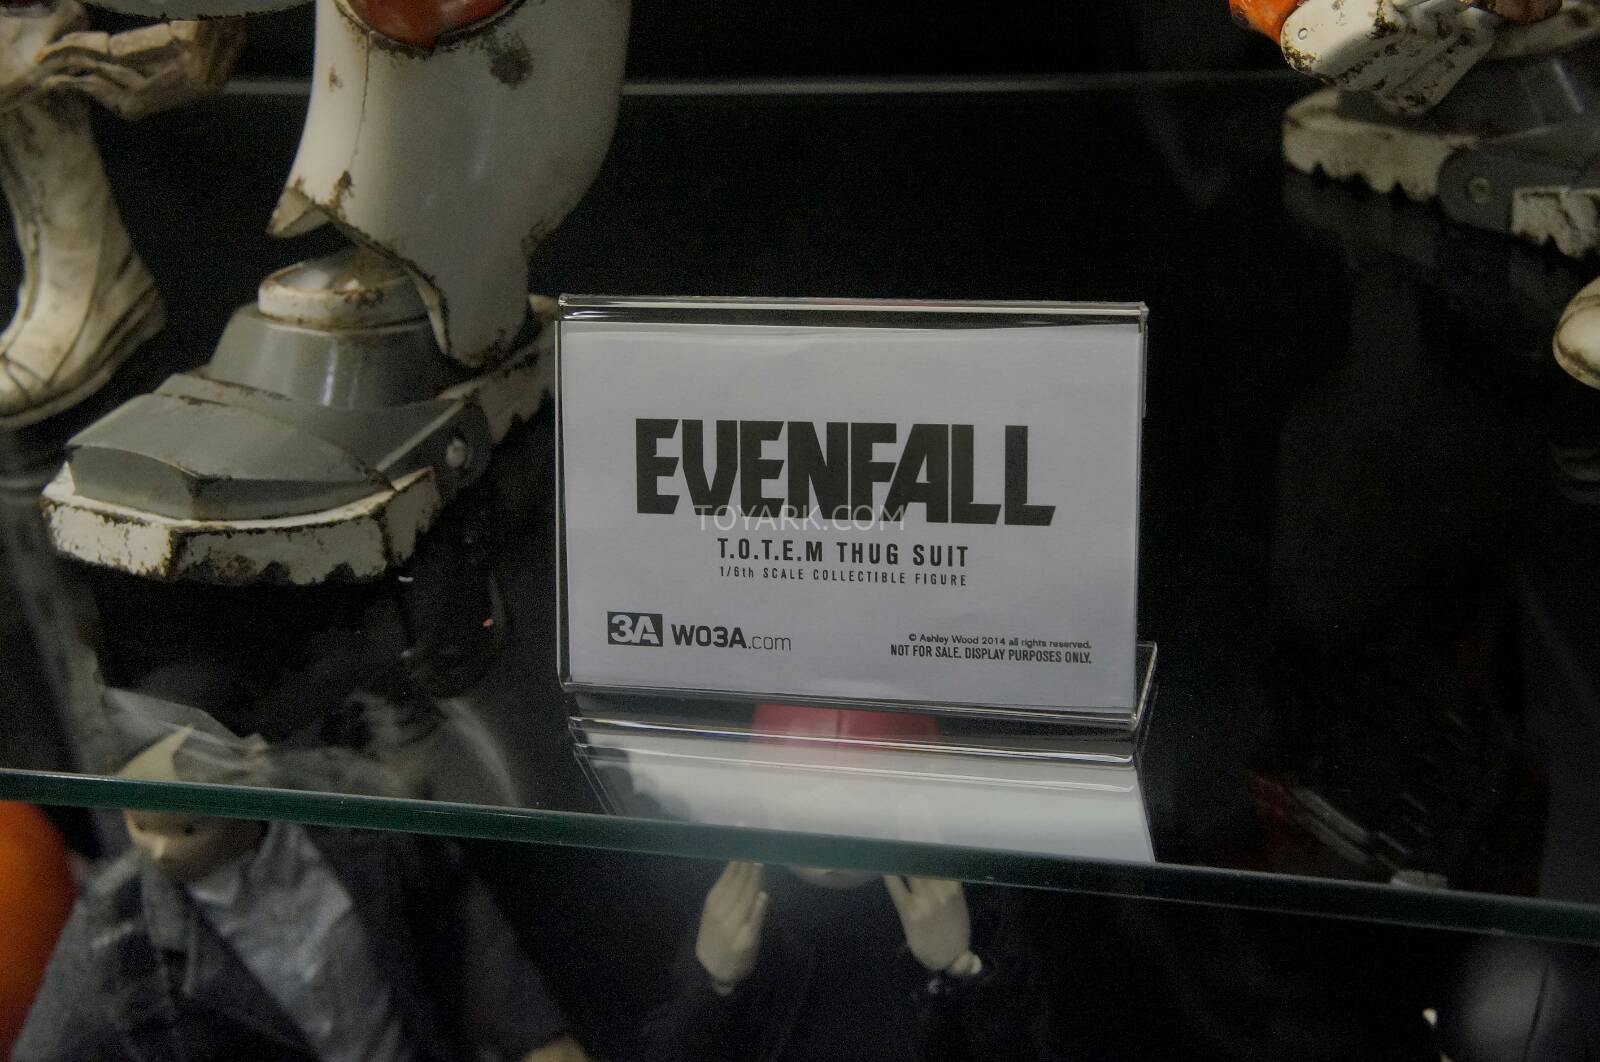 EVENFALL
TOYARK.COM
T.O.T.E.M THUG SUIT
1/6th SCALE COLLECTIBLE FIGURE
3A WO3A.com
© Ashley Wood 2014 all rights reserved.
NOT FOR SALE. DISPLAY PURPOSES ONLY.